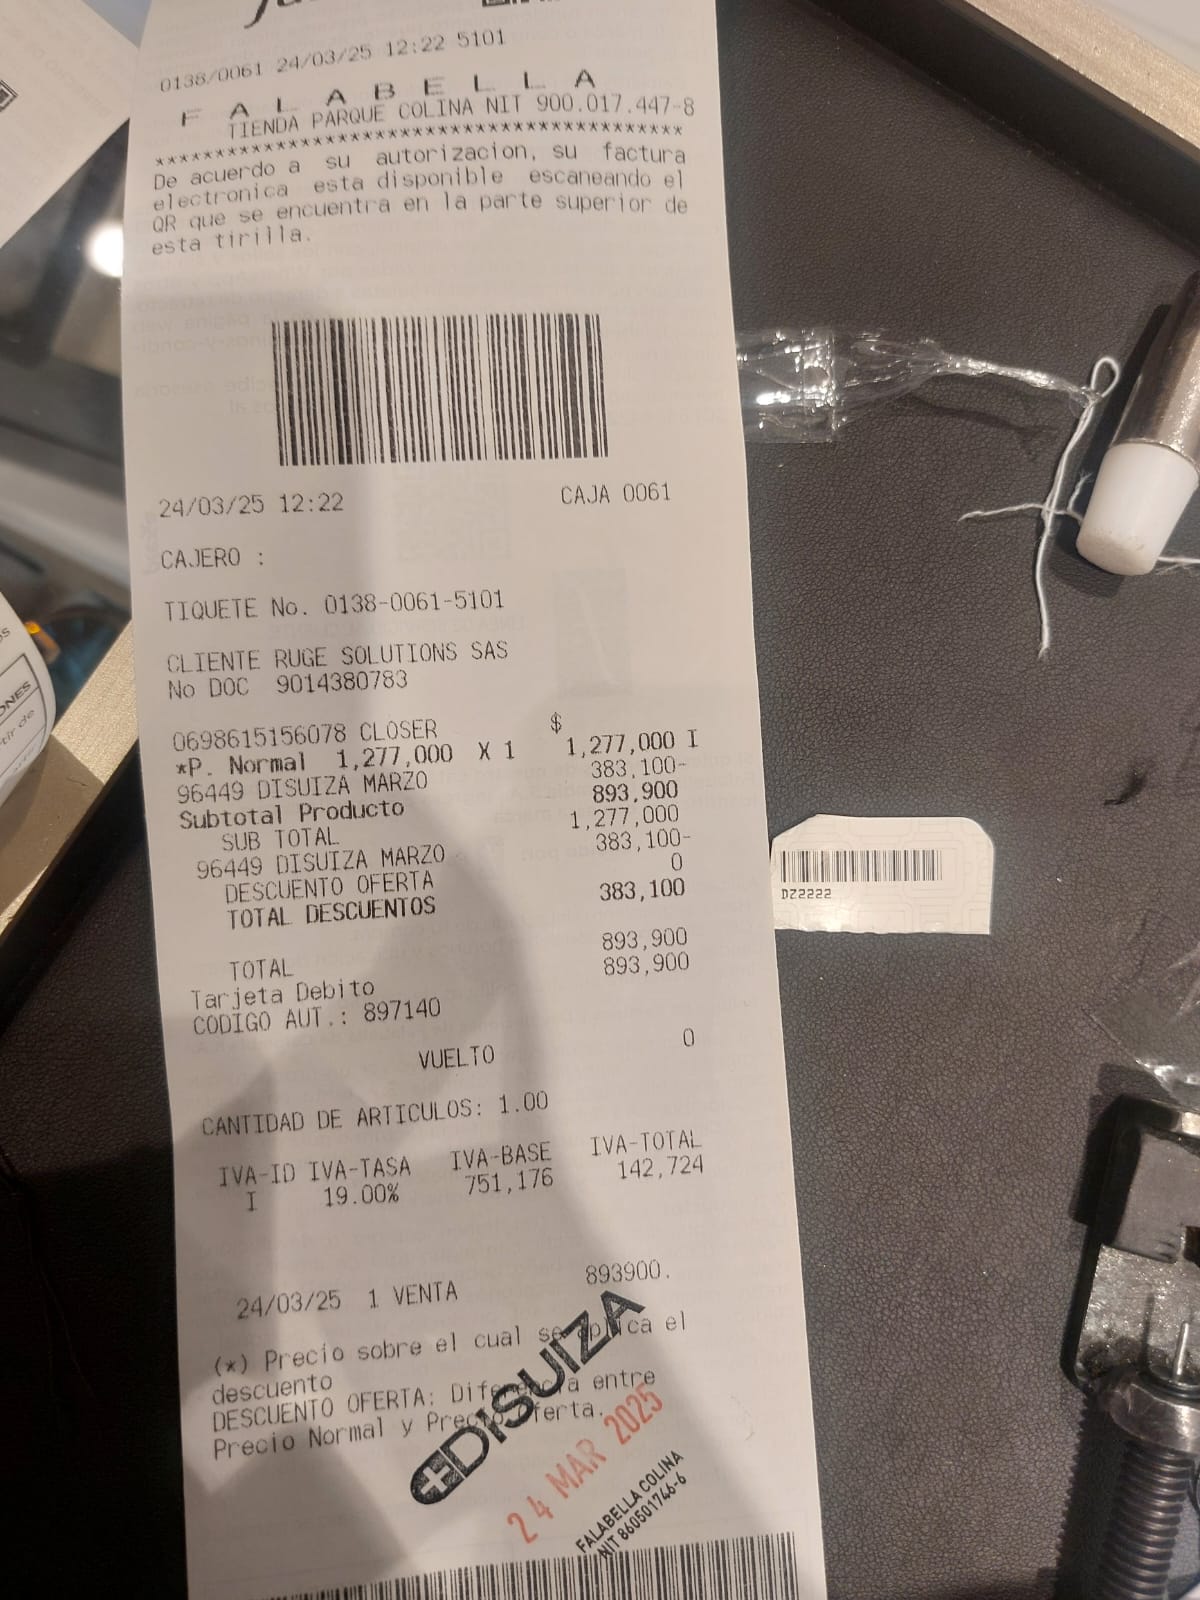 0138/0061 24/03/25 12:22 5101
F A L A B E L L A
TIENDA PARQUE COLINA NIT 900.017.447-8
********************************************
De acuerdo a su autorizacion, su factura
electronica esta disponible escaneando el
QR que se encuentra en la parte superior de
esta tirilla.
24/03/25 12:22 CAJA 0061
CAJERO :
TIQUETE No. 0138-0061-5101
CLIENTE RUGE SOLUTIONS SAS
No DOC 9014380783
$
0698615156078 CLOSER
*P. Normal 1,277,000 X 1 1,277,000 I
96449 DISUIZA MARZO 383,100-
Subtotal Producto 893,900
SUB TOTAL 1,277,000
96449 DISUIZA MARZO 383,100-
DESCUENTO OFERTA 0
TOTAL DESCUENTOS 383,100
TOTAL 893,900
Tarjeta Debito 893,900
CODIGO AUT.: 897140
VUELTO 0
CANTIDAD DE ARTICULOS: 1.00
IVA-ID IVA-TASA IVA-BASE IVA-TOTAL
I 19.00% 751,176 142,724
24/03/25 1 VENTA 893900.
(*) Precio sobre el cual se aplica el
descuento
DESCUENTO OFERTA: Diferencia entre
Precio Normal y Precio Oferta.
DISUIZA
24 MAR 2025
FALABELLA COLINA
NIT 860501746-6
DZ2222
ONES
tir de